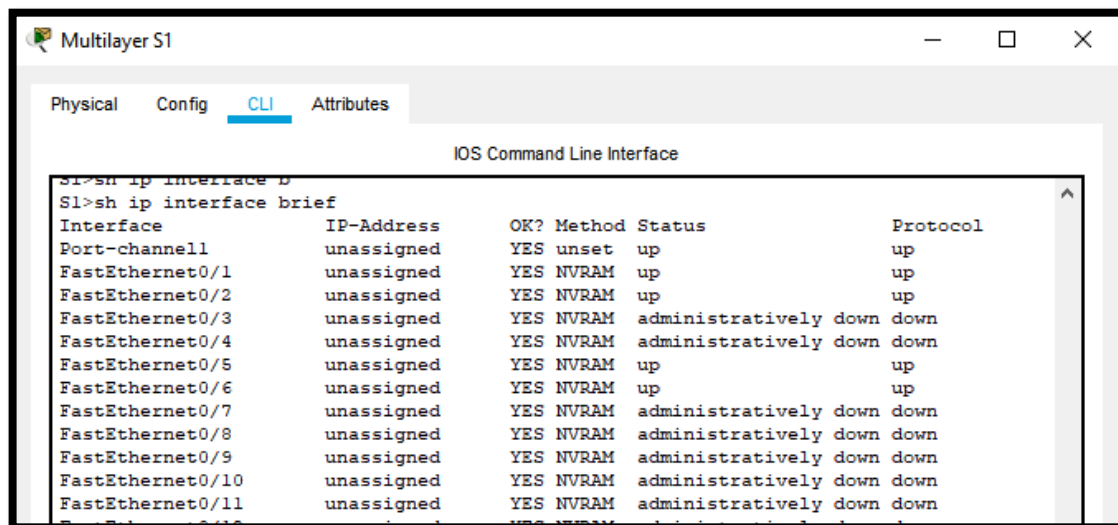 Multilayer S1
Physical Config CLI Attributes
IOS Command Line Interface
S1>sh ip interface b
S1>sh ip interface brief
Interface IP-Address OK? Method Status Protocol
Port-channel1 unassigned YES unset up up
FastEthernet0/1 unassigned YES NVRAM up up
FastEthernet0/2 unassigned YES NVRAM up up
FastEthernet0/3 unassigned YES NVRAM administratively down down
FastEthernet0/4 unassigned YES NVRAM administratively down down
FastEthernet0/5 unassigned YES NVRAM up up
FastEthernet0/6 unassigned YES NVRAM up up
FastEthernet0/7 unassigned YES NVRAM administratively down down
FastEthernet0/8 unassigned YES NVRAM administratively down down
FastEthernet0/9 unassigned YES NVRAM administratively down down
FastEthernet0/10 unassigned YES NVRAM administratively down down
FastEthernet0/11 unassigned YES NVRAM administratively down down